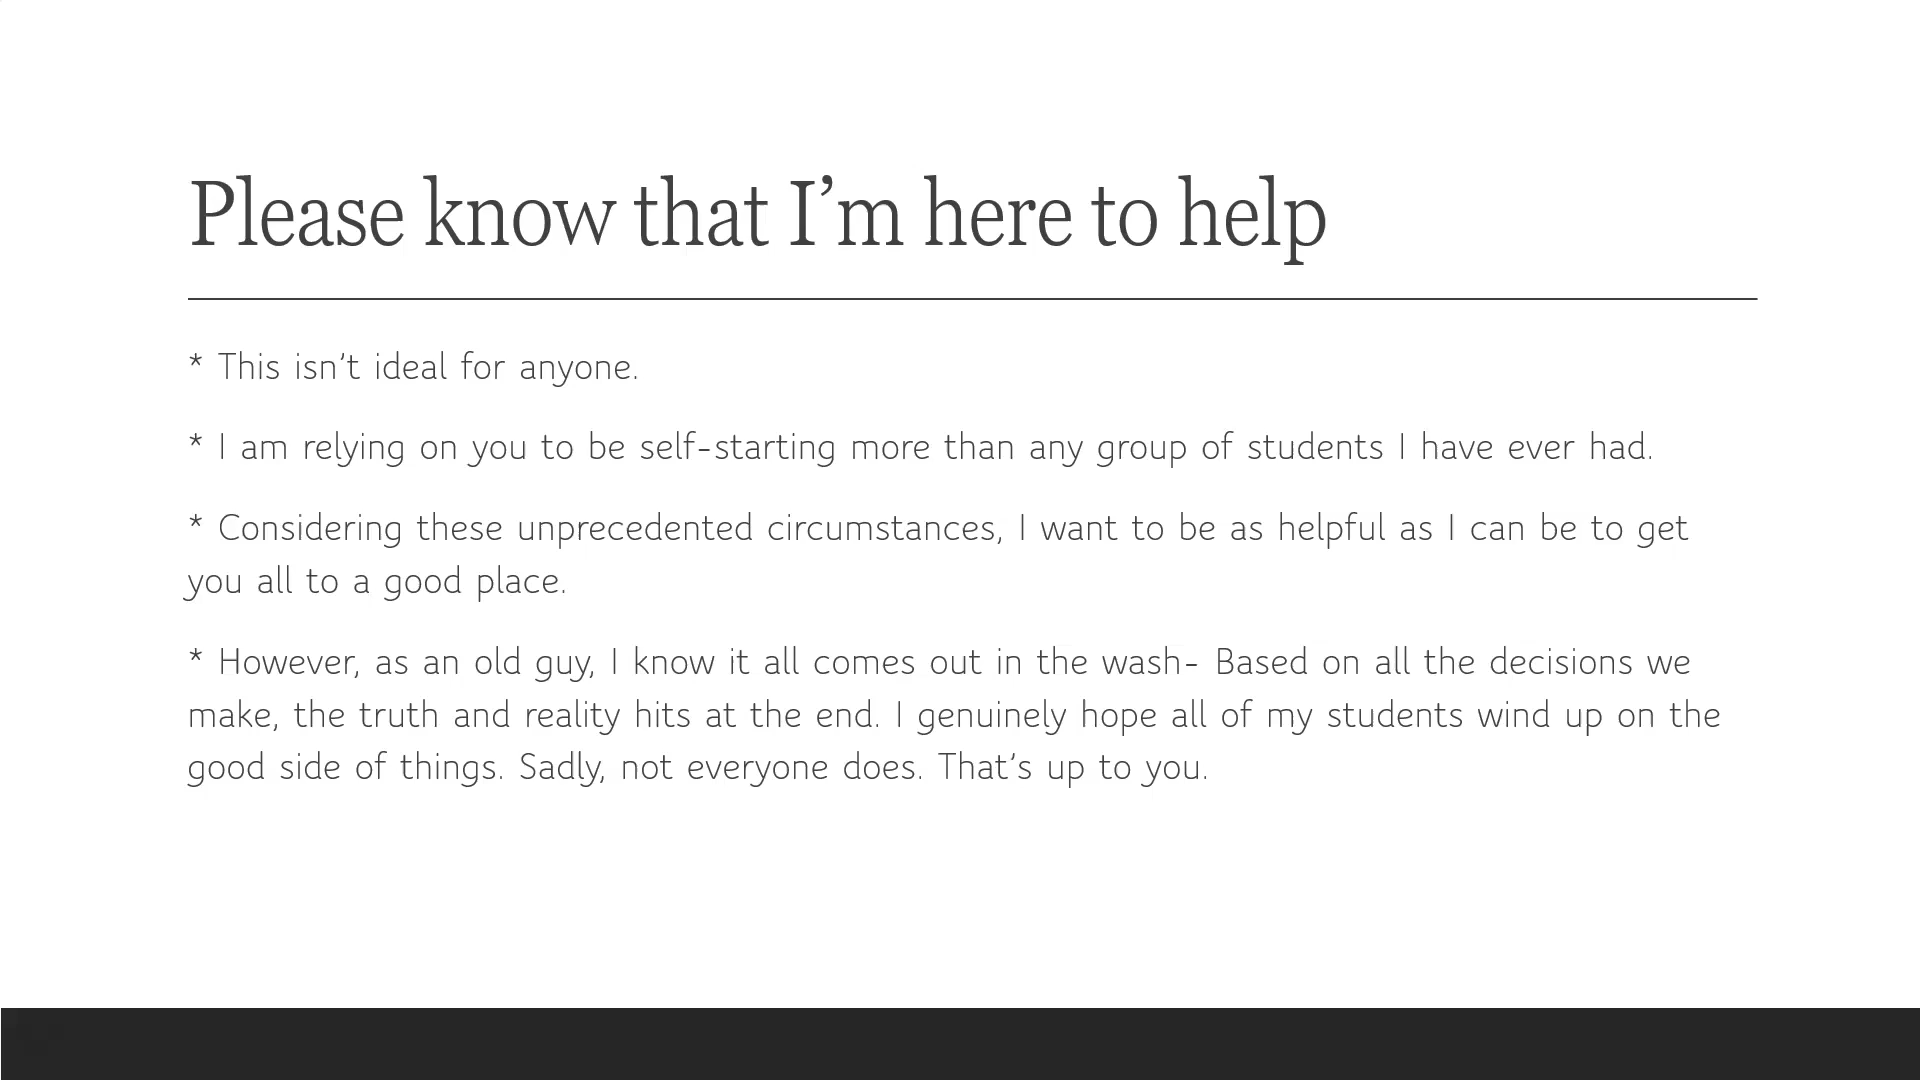 Please know that I’m here to help
* This isn’t ideal for anyone.
* I am relying on you to be self-starting more than any group of students I have ever had.
* Considering these unprecedented circumstances, I want to be as helpful as I can be to get
you all to a good place.
* However, as an old guy, I know it all comes out in the wash- Based on all the decisions we
make, the truth and reality hits at the end. I genuinely hope all of my students wind up on the
good side of things. Sadly, not everyone does. That’s up to you.